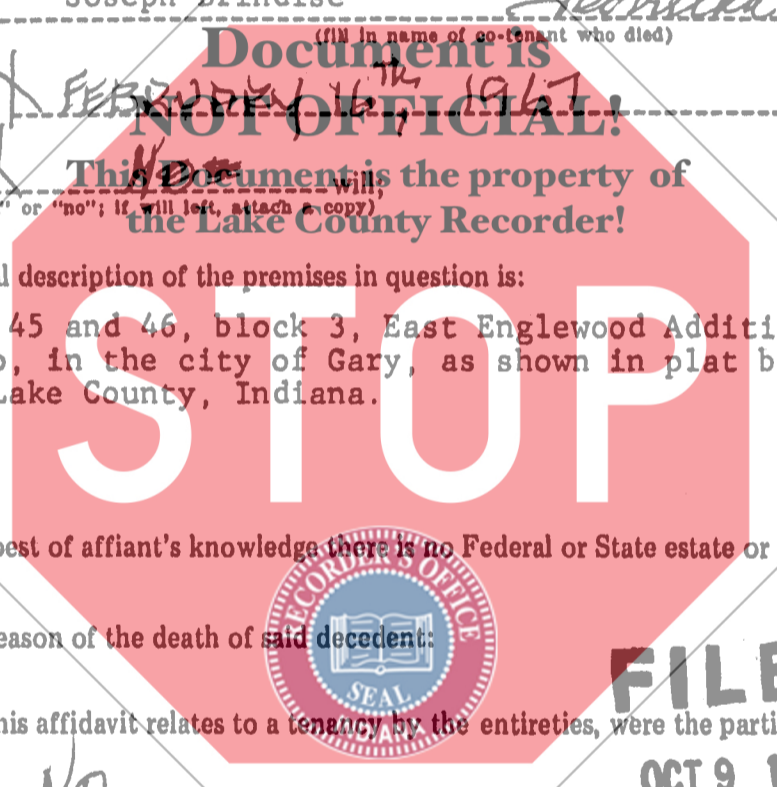 Joseph Brindise
(fill in name of co-tenant who died)
Document is
FEBRUARY 16th, 1967
NOT OFFICIAL!
No will;
This Document is the property of
" or "no"; if will left, attach a copy)
the Lake County Recorder!
l description of the premises in question is:
45 and 46, block 3, East Englewood Additi
o, in the city of Gary, as shown in plat b
Lake County, Indiana.
STOP
best of affiant's knowledge there is no Federal or State estate or
RECORDER'S OFFICE
eason of the death of said decedent:
SEAL
INDIANA
FILE
his affidavit relates to a tenancy by the entireties, were the parti
No
OCT 9 1